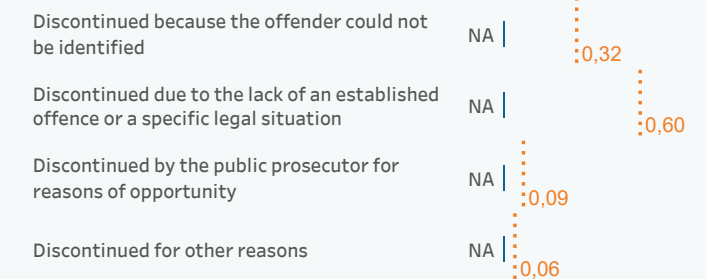 Discontinued because the offender could not
be identified
NA
0,32
Discontinued due to the lack of an established
offence or a specific legal situation
NA
0,60
Discontinued by the public prosecutor for
reasons of opportunity
NA
0,09
Discontinued for other reasons
NA
0,06